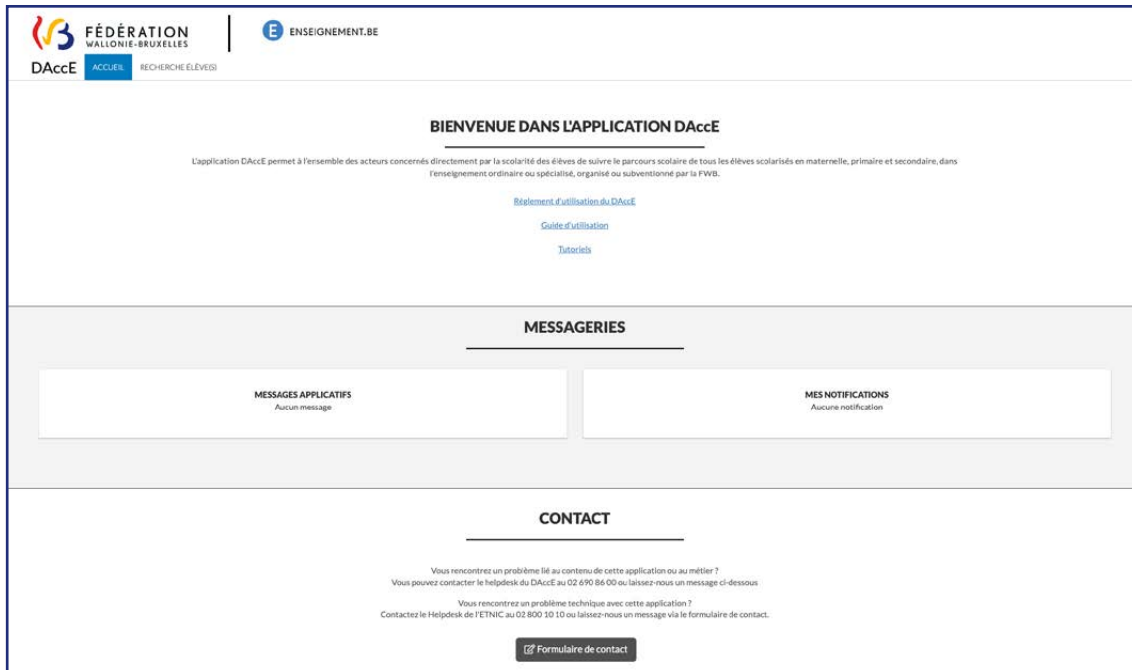 FÉDÉRATION
WALLONIE-BRUXELLES
E ENSEIGNEMENT.BE
DAccE ACCUEIL RECHERCHE ÉLÈVE(S)
BIENVENUE DANS L'APPLICATION DAccE
L'application DAccE permet à l'ensemble des acteurs concernés directement par la scolarité des élèves de suivre le parcours scolaire de tous les élèves scolarisés en maternelle, primaire et secondaire, dans
l'enseignement ordinaire ou spécialisé, organisé ou subventionné par la FWB.
Règlement d'utilisation du DAccE
Guide d'utilisation
Tutoriels
MESSAGERIES
MESSAGES APPLICATIFS
Aucun message
MES NOTIFICATIONS
Aucune notification
CONTACT
Vous rencontrez un problème lié au contenu de cette application ou au métier ?
Vous pouvez contacter le helpdesk du DAccE au 02 690 86 00 ou laissez-nous un message ci-dessous
Vous rencontrez un problème technique avec cette application ?
Contactez le Helpdesk de l'ETNIC au 02 800 10 10 ou laissez-nous un message via le formulaire de contact.
Formulaire de contact